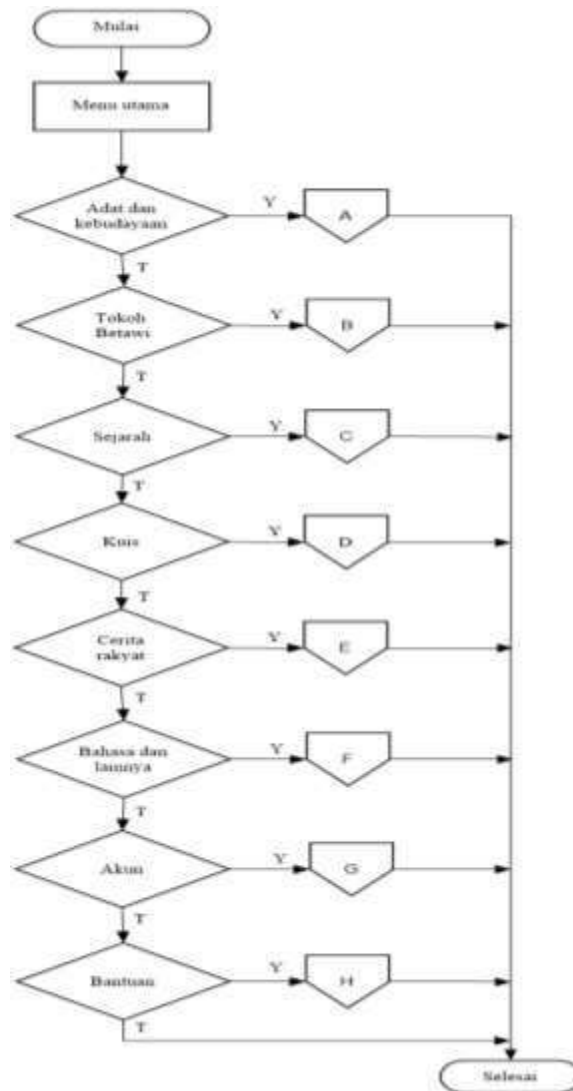 Mulai
Menu utama
Adat dan
kebudayaan
Y
A
T
Tokoh
Betawi
Y
B
T
Sejarah
Y
C
T
Kuis
Y
D
T
Cerita
rakyat
Y
E
T
Bahasa dan
lainnya
Y
F
T
Akun
Y
G
T
Bantuan
Y
H
T
Selesai